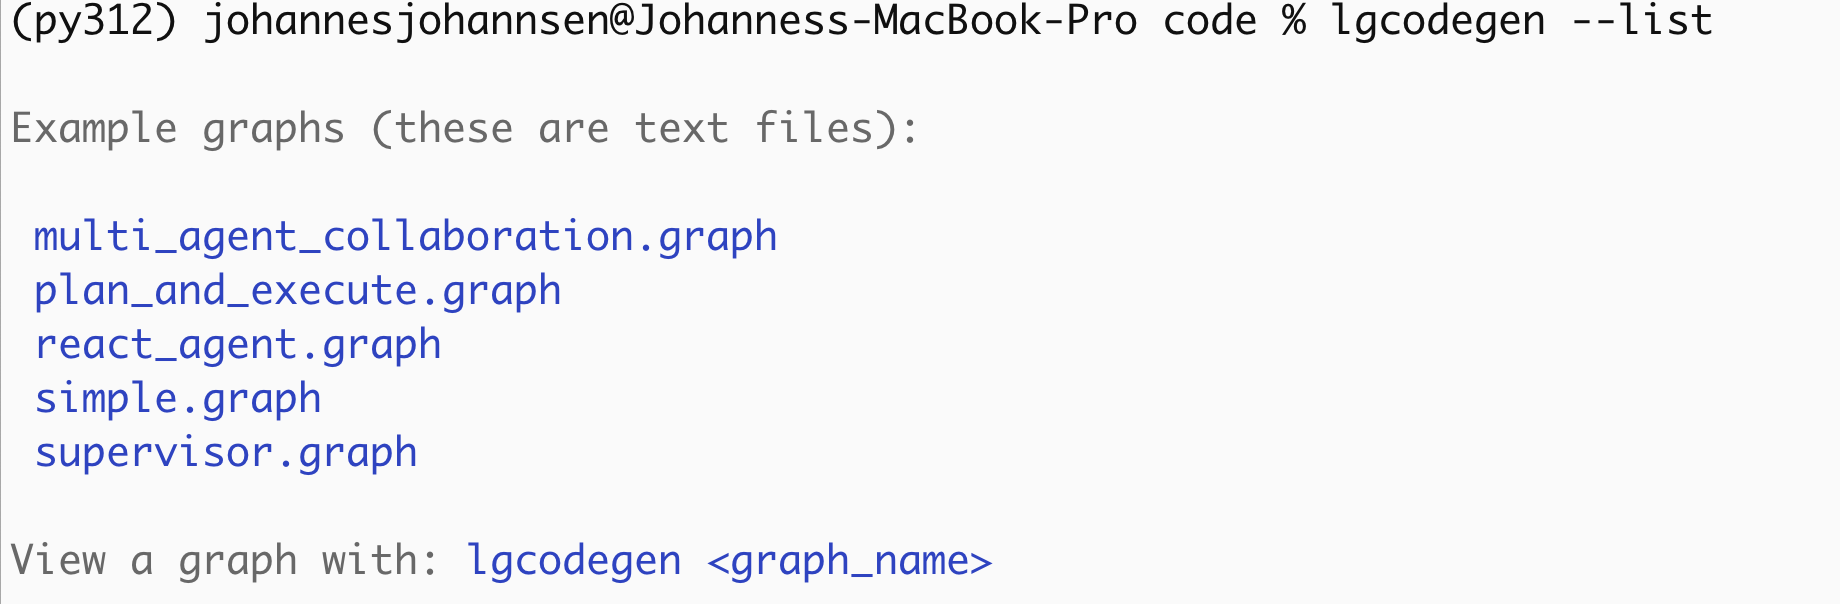 (py312) johannesjohannsen@Johanness-MacBook-Pro code % lgcodegen --list
Example graphs (these are text files):
multi_agent_collaboration.graph
plan_and_execute.graph
react_agent.graph
simple.graph
supervisor.graph
View a graph with: lgcodegen <graph_name>